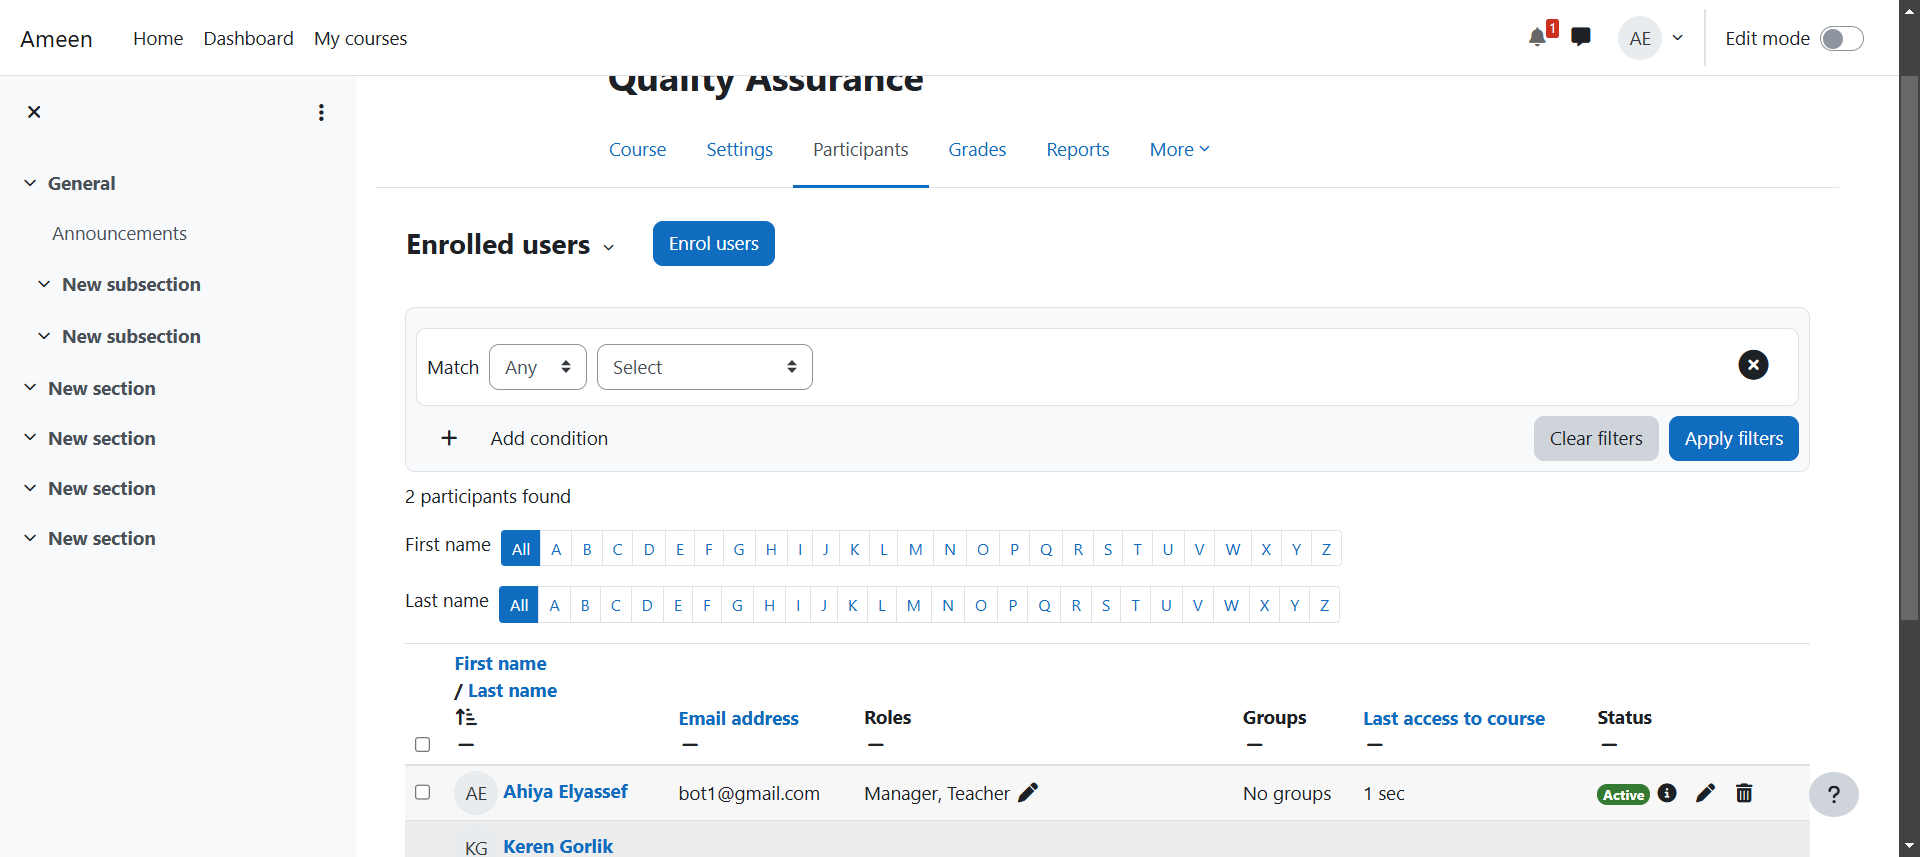 Ameen Home Dashboard My courses 1 AE Edit mode
Quality Assurance
Course Settings Participants Grades Reports More
General
Announcements
New subsection
New subsection
New section
New section
New section
New section
Enrolled users Enrol users
Match Any Select
+ Add condition Clear filters Apply filters
2 participants found
First name All A B C D E F G H I J K L M N O P Q R S T U V W X Y Z
Last name All A B C D E F G H I J K L M N O P Q R S T U V W X Y Z
First name
/ Last name
Email address Roles Groups Last access to course Status
AE Ahiya Elyassef bot1@gmail.com Manager, Teacher No groups 1 sec Active ?
KG Keren Gorlik